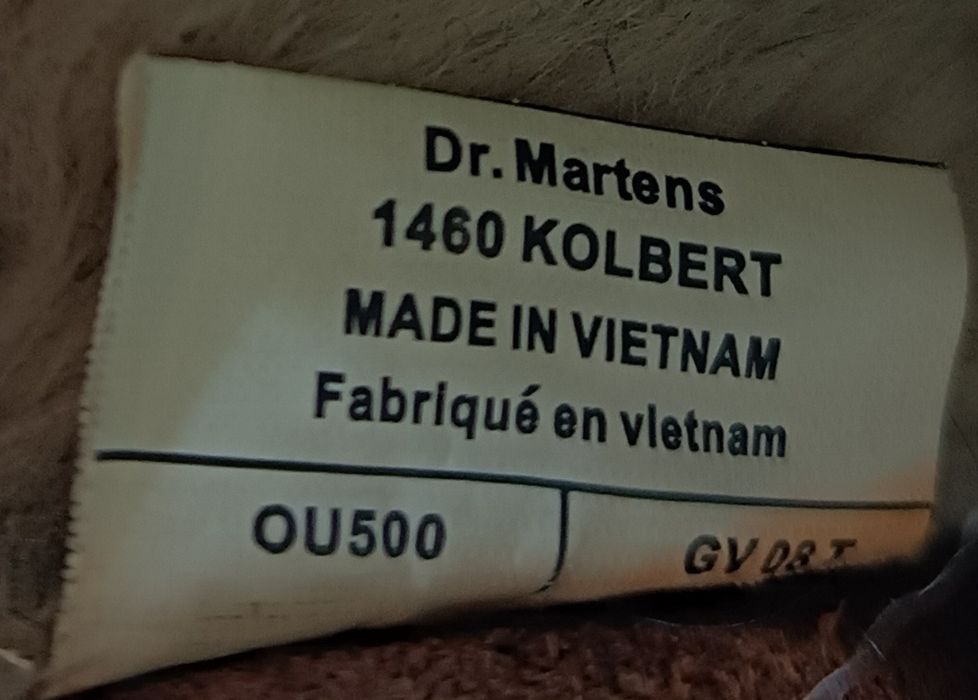 Dr. Martens
1460 KOLBERT
MADE IN VIETNAM
Fabriqué en vietnam
OU500
GV 08 T